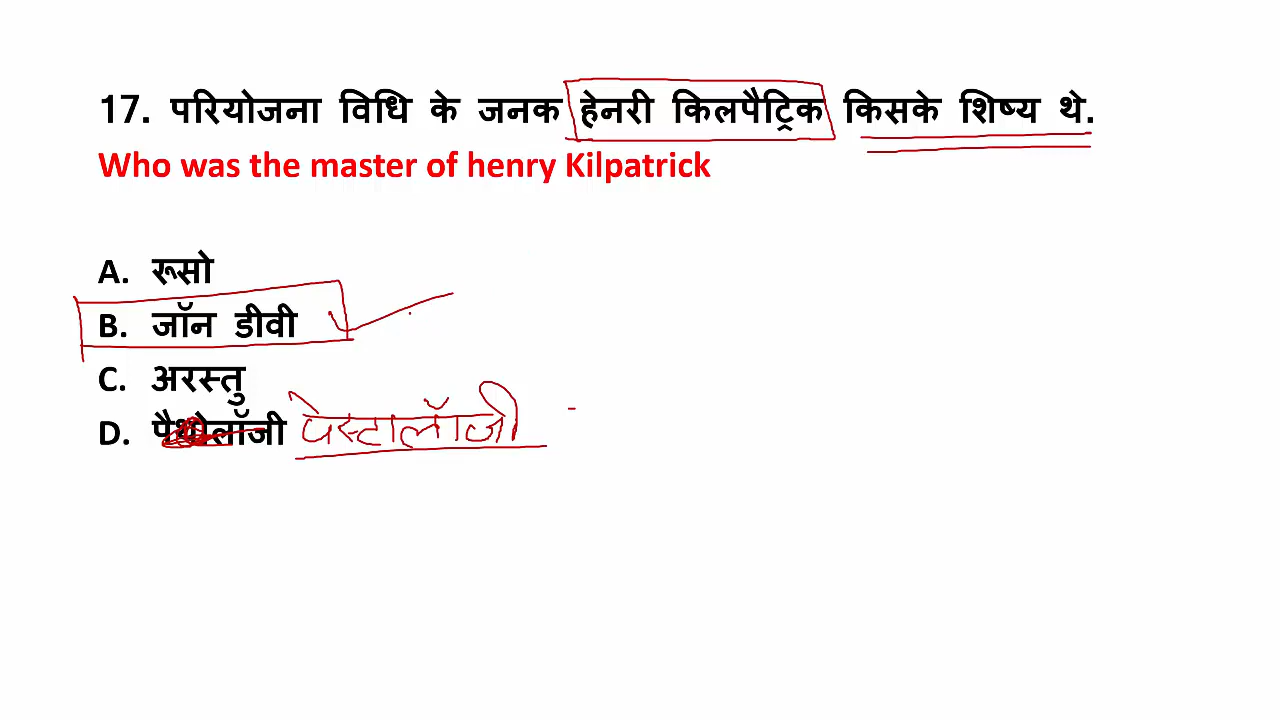 17. परियोजना विधि के जनक हेनरी किलपैट्रिक किसके शिष्य थे.
Who was the master of henry Kilpatrick
A. रूसो
B. जॉन डीवी
C. अरस्तु
D. पैथोलॉजी पेस्टालॉजी